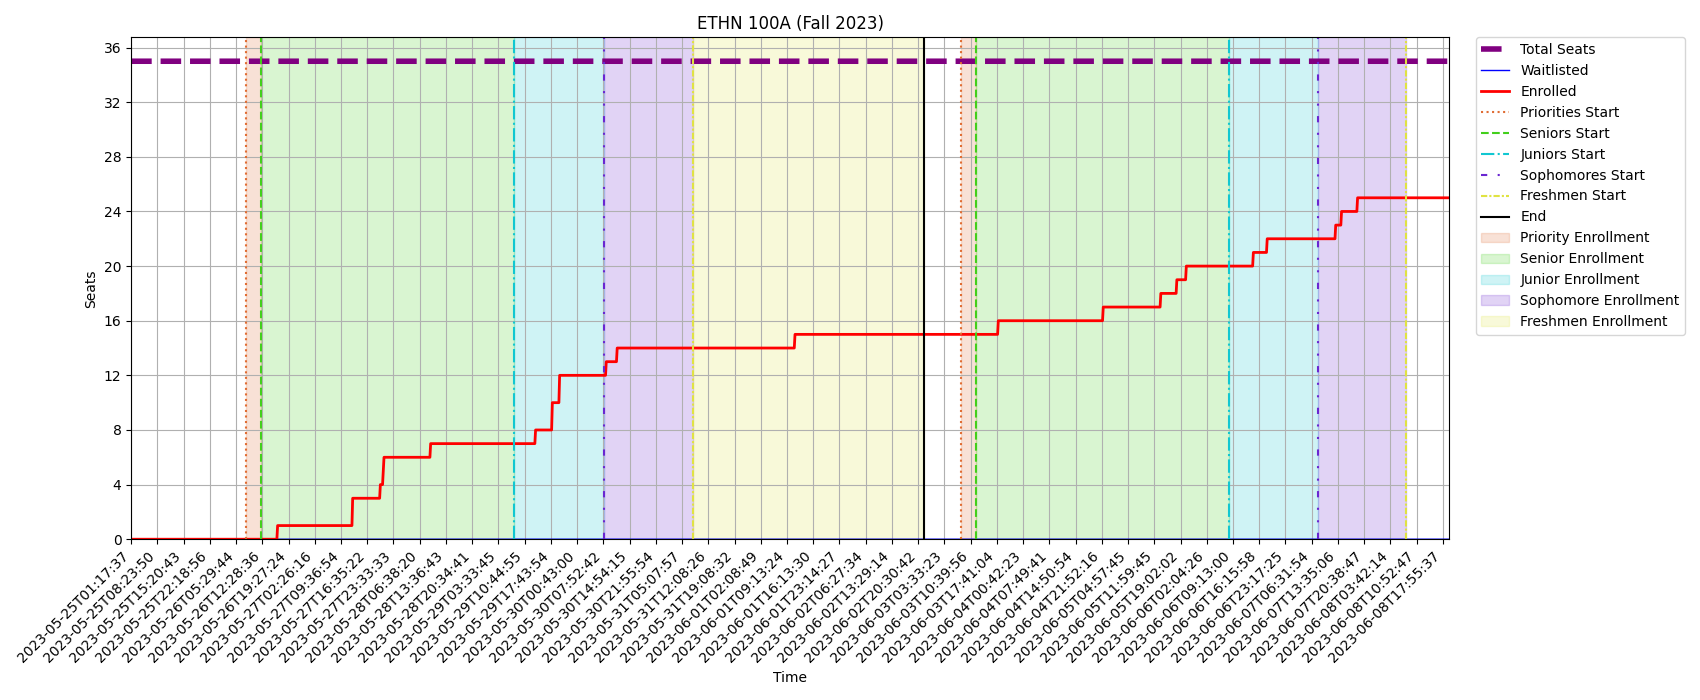 ETHN 100A (Fall 2023)
36
32
28
24
20
16
12
8
4
0
Seats
2023-05-25T01:17:37
2023-05-25T08:23:50
2023-05-25T15:20:43
2023-05-25T22:18:56
2023-05-26T05:29:44
2023-05-26T12:28:36
2023-05-26T19:27:24
2023-05-27T02:26:16
2023-05-27T09:36:54
2023-05-27T16:35:22
2023-05-27T23:33:33
2023-05-28T06:38:20
2023-05-28T13:36:43
2023-05-28T20:34:41
2023-05-29T03:33:45
2023-05-29T10:44:55
2023-05-29T17:43:54
2023-05-30T00:43:00
2023-05-30T07:52:42
2023-05-30T14:54:15
2023-05-30T21:55:54
2023-05-31T05:07:57
2023-05-31T12:08:26
2023-05-31T19:08:32
2023-06-01T02:08:49
2023-06-01T09:13:24
2023-06-01T16:13:30
2023-06-01T23:14:27
2023-06-02T06:27:34
2023-06-02T13:29:14
2023-06-02T20:30:42
2023-06-03T03:33:23
2023-06-03T10:39:56
2023-06-03T17:41:04
2023-06-04T00:42:23
2023-06-04T07:49:41
2023-06-04T14:50:54
2023-06-04T21:52:16
2023-06-05T04:57:45
2023-06-05T11:59:45
2023-06-05T19:02:02
2023-06-06T02:04:26
2023-06-06T09:13:00
2023-06-06T16:15:58
2023-06-06T23:17:25
2023-06-07T06:31:54
2023-06-07T13:35:06
2023-06-07T20:38:47
2023-06-08T03:42:14
2023-06-08T10:52:47
2023-06-08T17:55:37
Time
Total Seats
Waitlisted
Enrolled
Priorities Start
Seniors Start
Juniors Start
Sophomores Start
Freshmen Start
End
Priority Enrollment
Senior Enrollment
Junior Enrollment
Sophomore Enrollment
Freshmen Enrollment